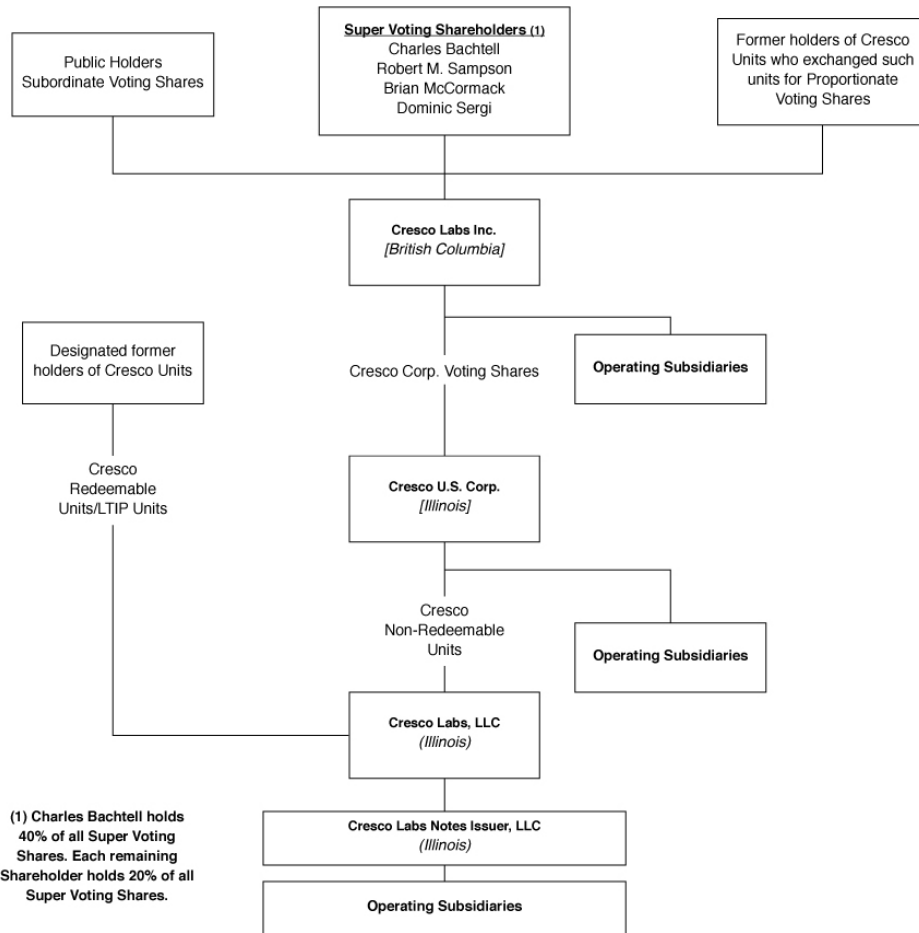 Public Holders
Subordinate Voting Shares
Super Voting Shareholders (1)
Charles Bachtell
Robert M. Sampson
Brian McCormack
Dominic Sergi
Former holders of Cresco
Units who exchanged such
units for Proportionate
Voting Shares
Cresco Labs Inc.
[British Columbia]
Designated former
holders of Cresco Units
Cresco Corp. Voting Shares
Operating Subsidiaries
Cresco
Redeemable
Units/LTIP Units
Cresco U.S. Corp.
[Illinois]
Cresco
Non-Redeemable
Units
Operating Subsidiaries
Cresco Labs, LLC
(Illinois)
(1) Charles Bachtell holds
40% of all Super Voting
Shares. Each remaining
Shareholder holds 20% of all
Super Voting Shares.
Cresco Labs Notes Issuer, LLC
(Illinois)
Operating Subsidiaries